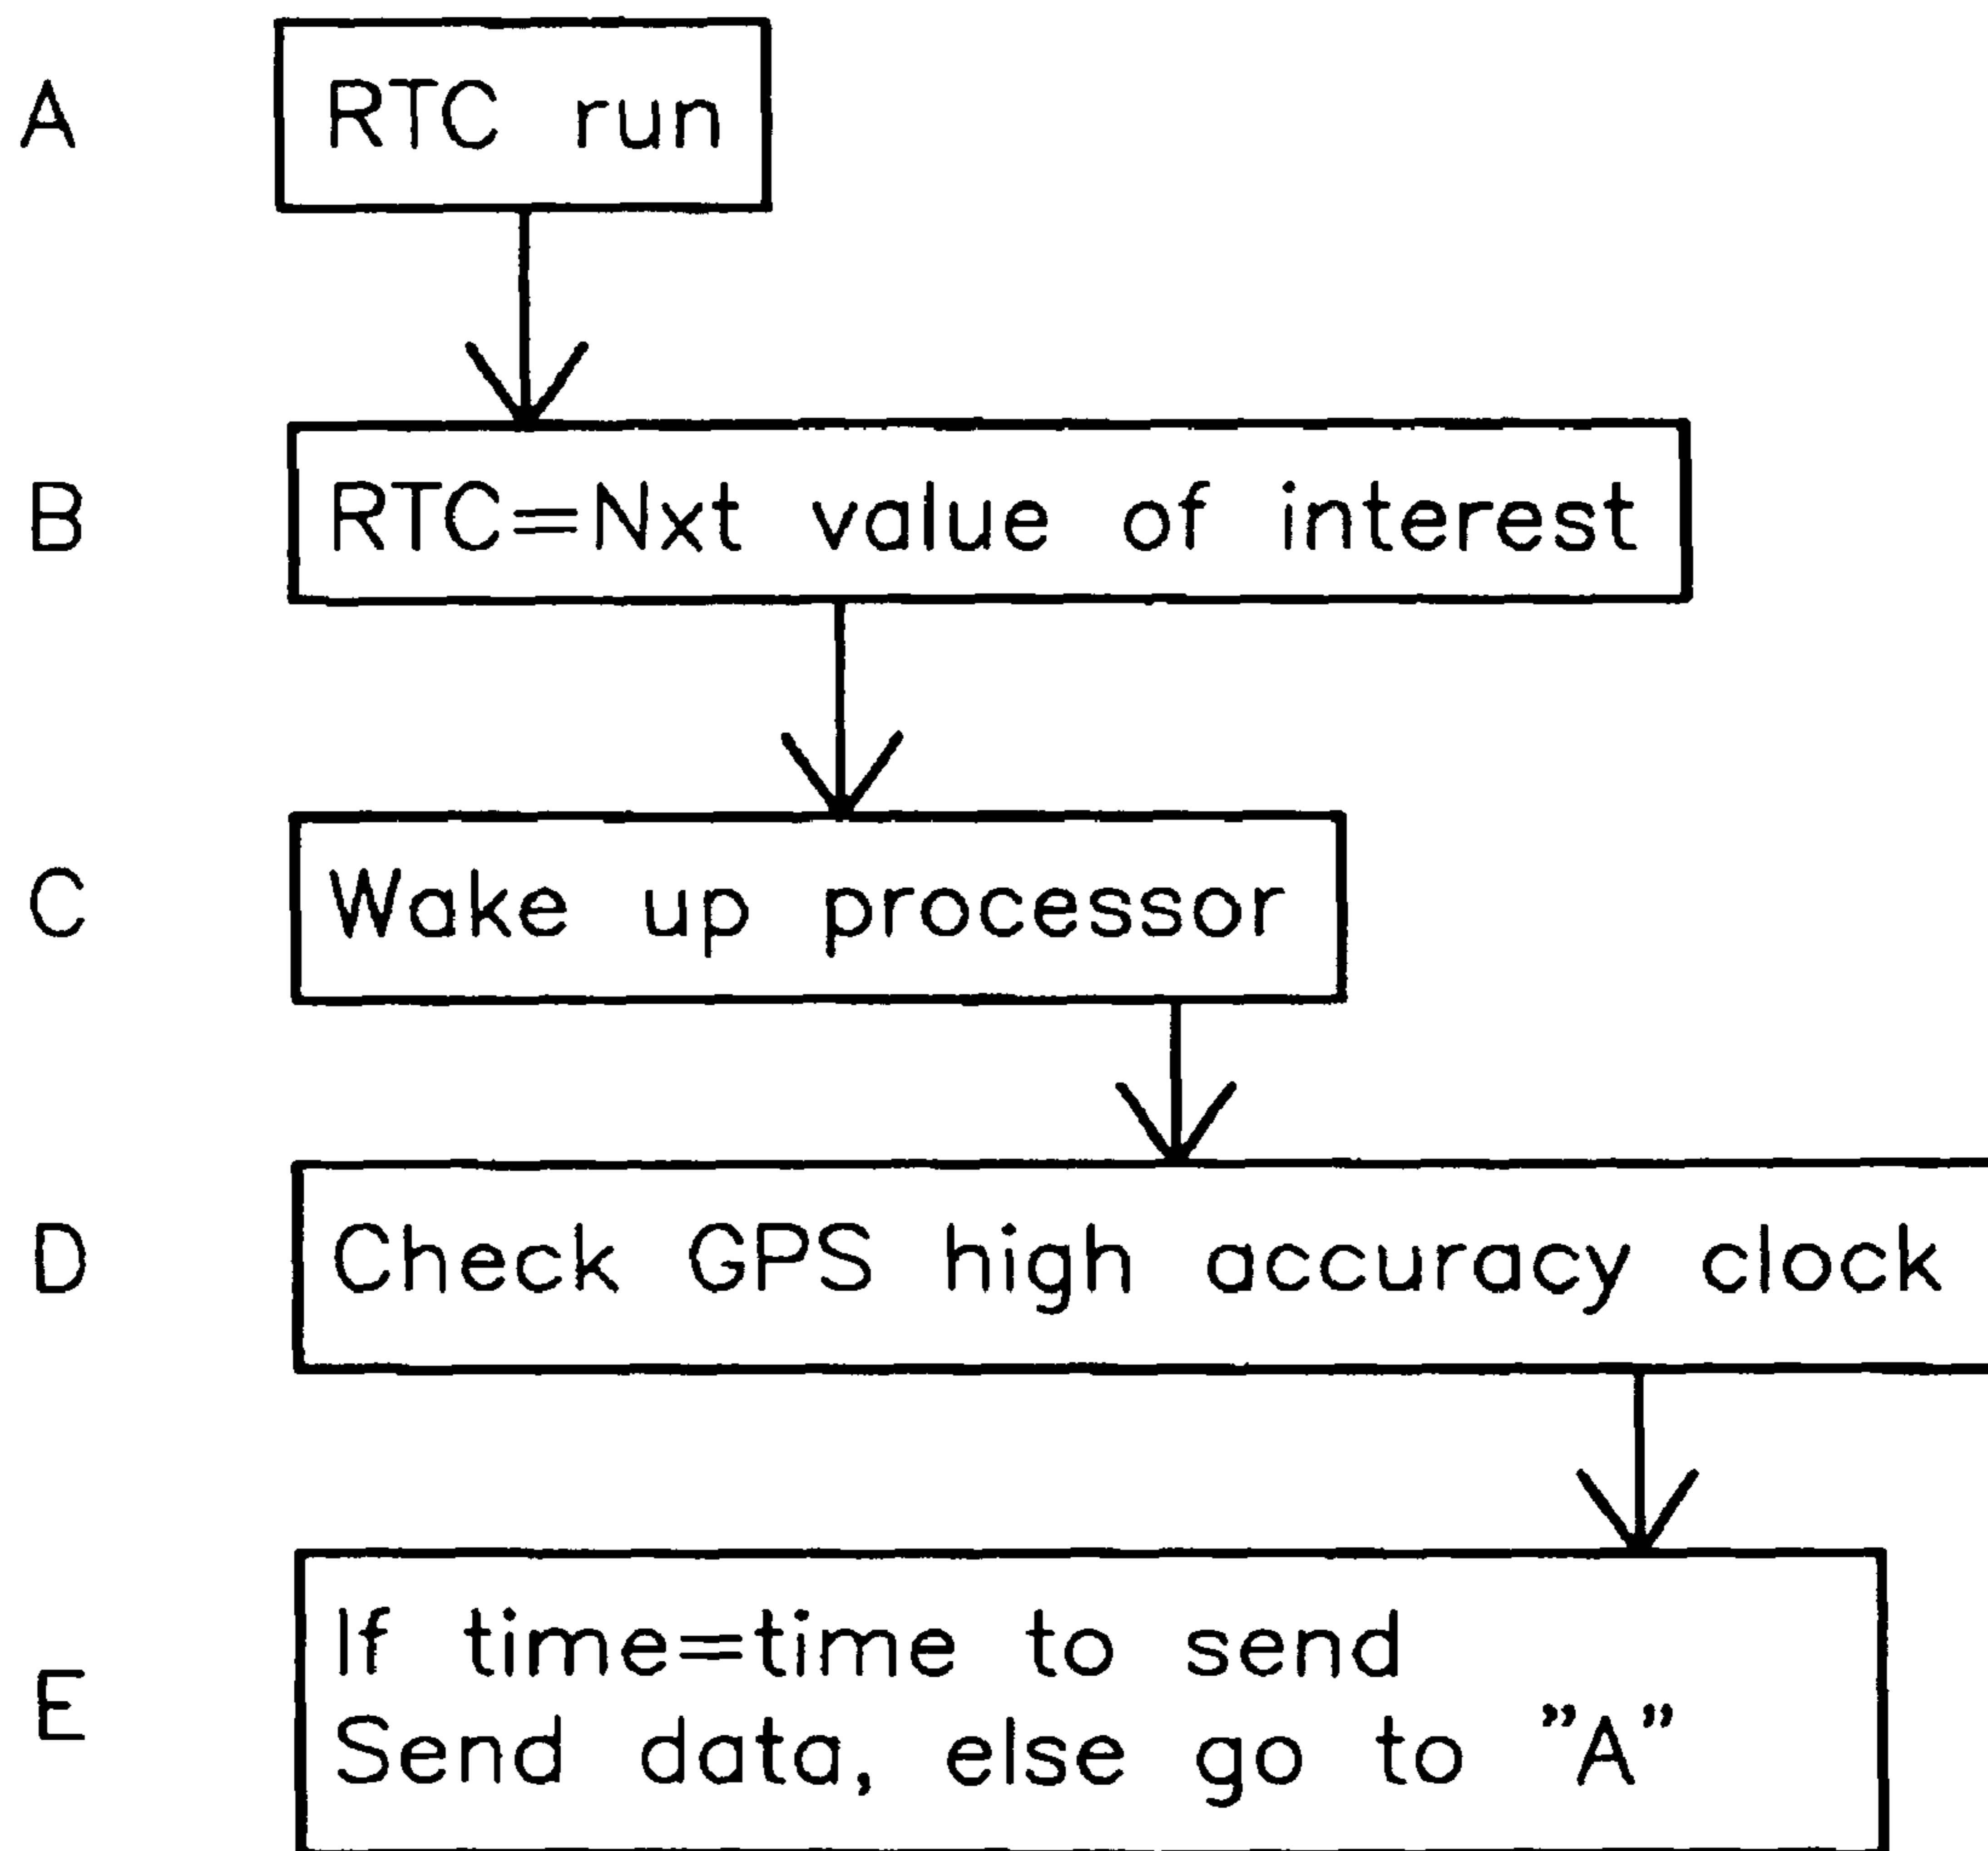 A
RTC run
B
RTC=Nxt value of interest
C
Wake up processor
D
Check GPS high accuracy clock
E
If time=time to send
Send data, else go to "A"